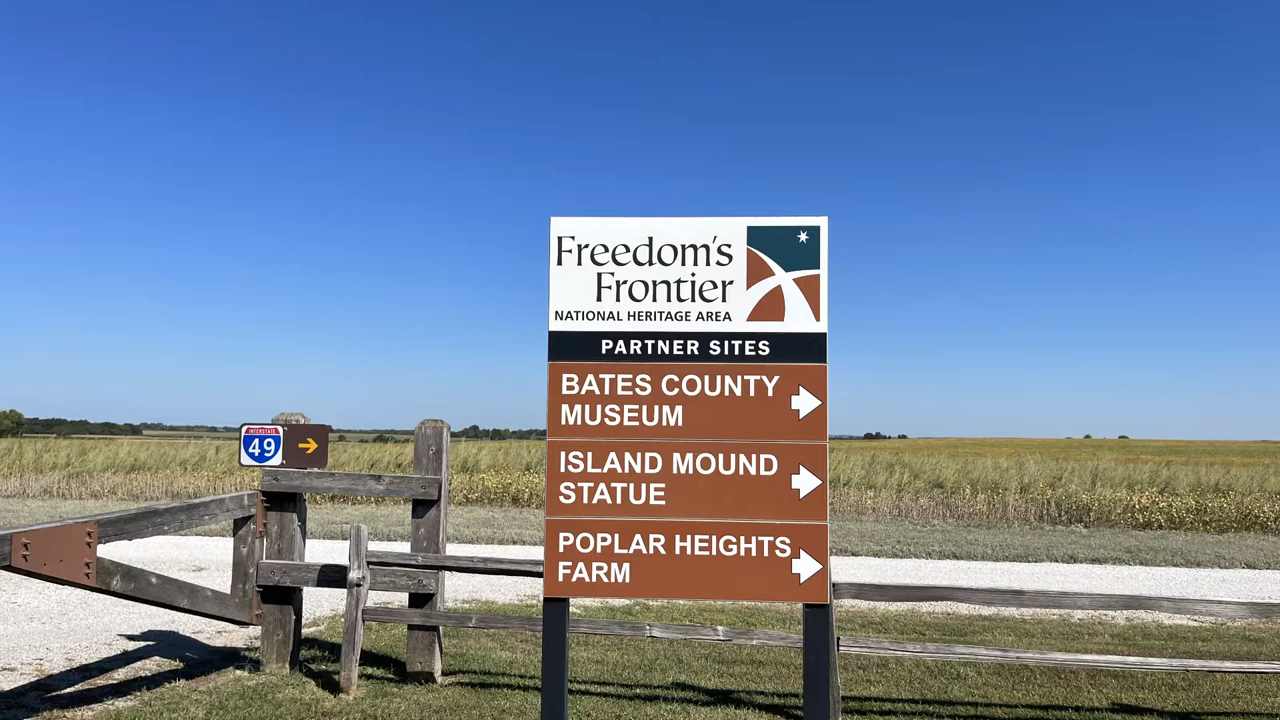 Freedom's
Frontier
NATIONAL HERITAGE AREA
PARTNER SITES
BATES COUNTY
MUSEUM
ISLAND MOUND
STATUE
POPLAR HEIGHTS
FARM
INTERSTATE
49